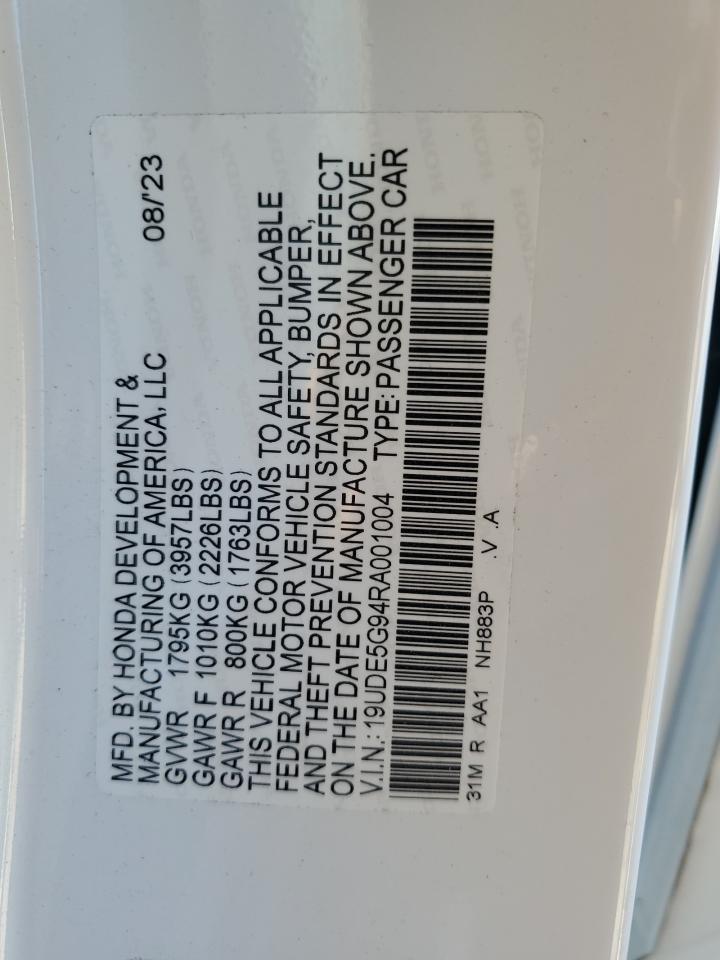 MFD. BY HONDA DEVELOPMENT &
MANUFACTURING OF AMERICA, LLC 08/'23
GVWR 1795KG (3957LBS)
GAWR F 1010KG (2226LBS)
GAWR R 800KG (1763LBS)
THIS VEHICLE CONFORMS TO ALL APPLICABLE
FEDERAL MOTOR VEHICLE SAFETY, BUMPER,
AND THEFT PREVENTION STANDARDS IN EFFECT
ON THE DATE OF MANUFACTURE SHOWN ABOVE.
V.I.N.: 19UDE5G94RA001004 TYPE: PASSENGER CAR
31M R AA1 NH883P .V .A